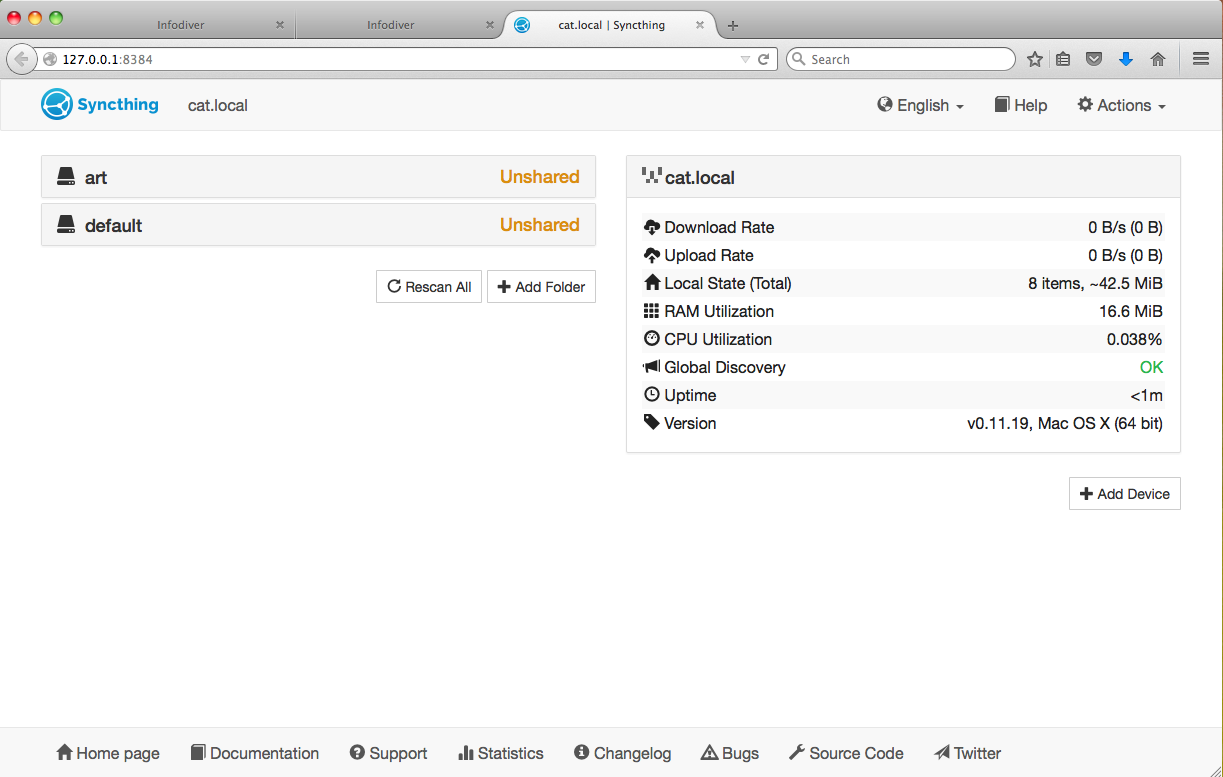 Infodiver
Infodiver
cat.local | Syncthing
127.0.0.1:8384
Search
Syncthing
cat.local
English
Help
Actions
art
Unshared
default
Unshared
Rescan All
Add Folder
cat.local
Download Rate 0 B/s (0 B)
Upload Rate 0 B/s (0 B)
Local State (Total) 8 items, ~42.5 MiB
RAM Utilization 16.6 MiB
CPU Utilization 0.038%
Global Discovery OK
Uptime <1m
Version v0.11.19, Mac OS X (64 bit)
Add Device
Home page
Documentation
Support
Statistics
Changelog
Bugs
Source Code
Twitter